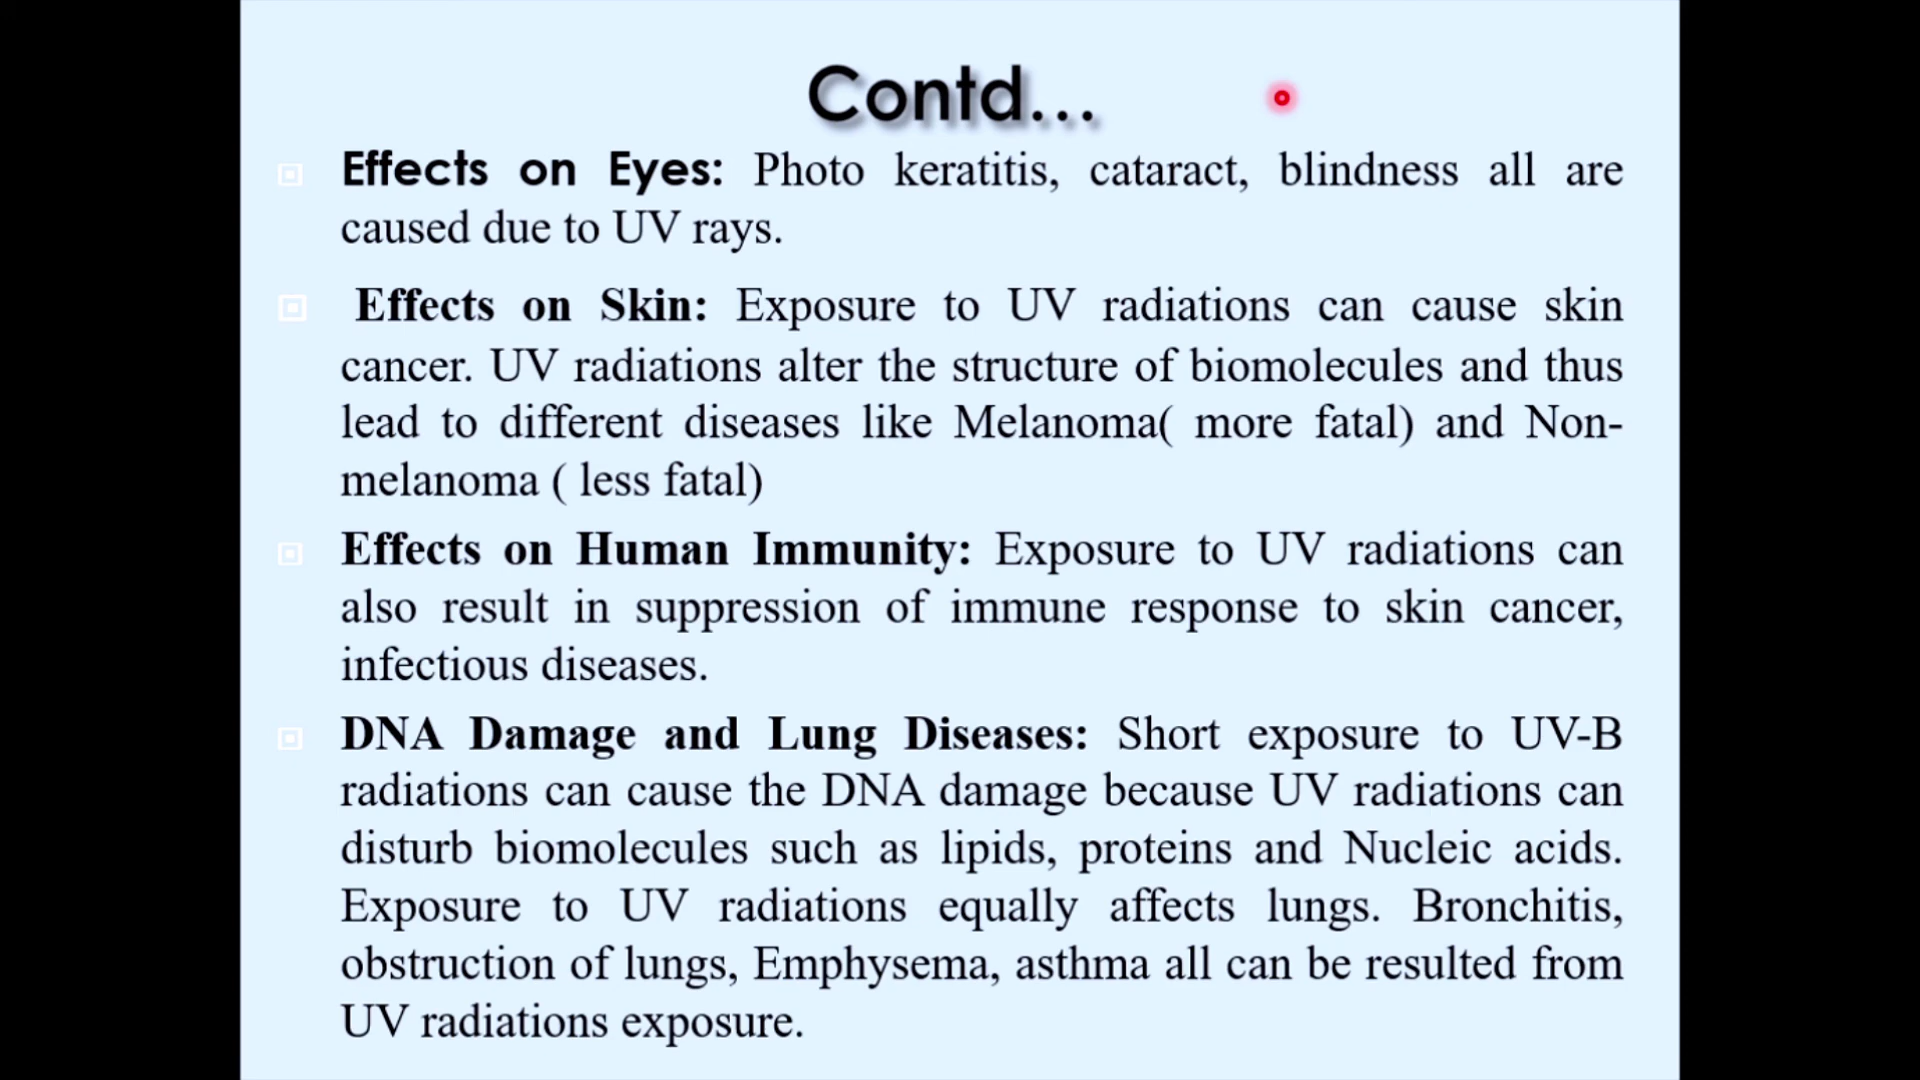 Contd...
Effects on Eyes: Photo keratitis, cataract, blindness all are
caused due to UV rays.
Effects on Skin: Exposure to UV radiations can cause skin
cancer. UV radiations alter the structure of biomolecules and thus
lead to different diseases like Melanoma( more fatal) and Non-
melanoma ( less fatal)
Effects on Human Immunity: Exposure to UV radiations can
also result in suppression of immune response to skin cancer,
infectious diseases.
DNA Damage and Lung Diseases: Short exposure to UV-B
radiations can cause the DNA damage because UV radiations can
disturb biomolecules such as lipids, proteins and Nucleic acids.
Exposure to UV radiations equally affects lungs. Bronchitis,
obstruction of lungs, Emphysema, asthma all can be resulted from
UV radiations exposure.